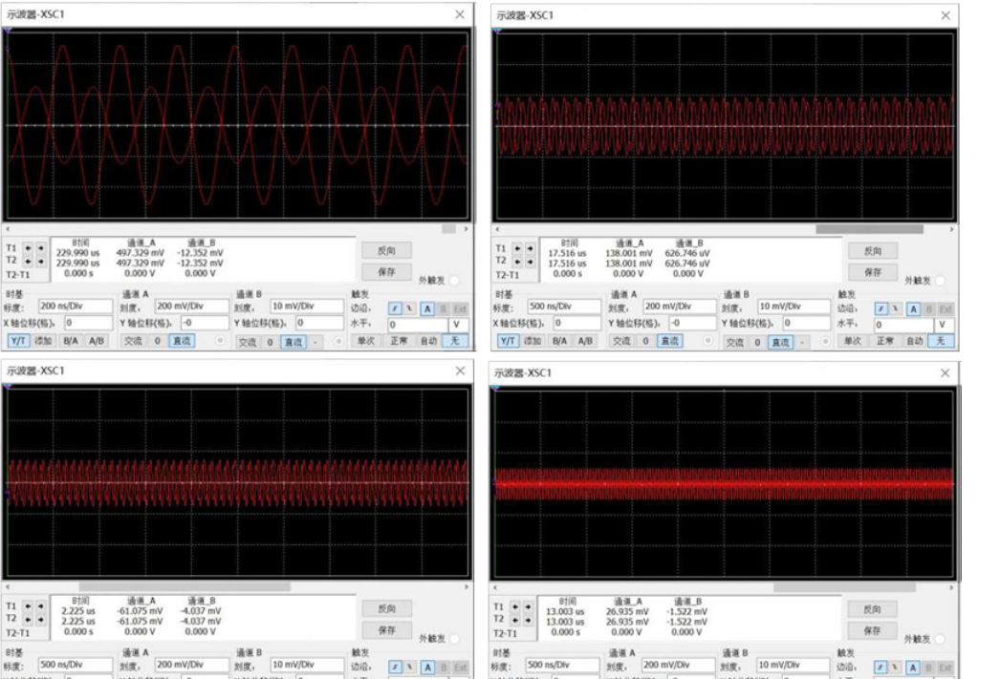 示波器-XSC1
时间 通道_A 通道_B
T1 229.990 us 497.329 mV -12.352 mV
T2 229.990 us 497.329 mV -12.352 mV
T2-T1 0.000 s 0.000 V 0.000 V
反向
保存
外触发
时基 通道 A 通道 B 触发
标度: 200 ns/Div 刻度: 200 mV/Div 刻度: 10 mV/Div 边沿: A B Ext
X 轴位移(格): 0 Y 轴位移(格): -0 Y 轴位移(格): 0 水平: 0 V
Y/T 添加 B/A A/B 交流 0 直流 交流 0 直流 - 单次 正常 自动 无
示波器-XSC1
时间 通道_A 通道_B
T1 17.516 us 138.001 mV 626.746 uV
T2 17.516 us 138.001 mV 626.746 uV
T2-T1 0.000 s 0.000 V 0.000 V
反向
保存
外触发
时基 通道 A 通道 B 触发
标度: 500 ns/Div 刻度: 200 mV/Div 刻度: 10 mV/Div 边沿: A B Ext
X 轴位移(格): 0 Y 轴位移(格): -0 Y 轴位移(格): 0 水平: 0 V
Y/T 添加 B/A A/B 交流 0 直流 交流 0 直流 - 单次 正常 自动 无
示波器-XSC1
时间 通道_A 通道_B
T1 2.225 us -61.075 mV -4.037 mV
T2 2.225 us -61.075 mV -4.037 mV
T2-T1 0.000 s 0.000 V 0.000 V
反向
保存
外触发
时基 通道 A 通道 B 触发
标度: 500 ns/Div 刻度: 200 mV/Div 刻度: 10 mV/Div 边沿: A B Ext
示波器-XSC1
时间 通道_A 通道_B
T1 13.003 us 26.935 mV -1.522 mV
T2 13.003 us 26.935 mV -1.522 mV
T2-T1 0.000 s 0.000 V 0.000 V
反向
保存
外触发
时基 通道 A 通道 B 触发
标度: 500 ns/Div 刻度: 200 mV/Div 刻度: 10 mV/Div 边沿: A B Ext